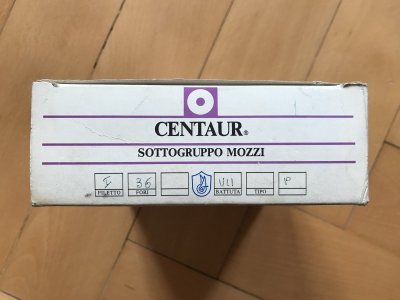 CENTAUR®
SOTTOGRUPPO MOZZI
I 36 P
FILETTO FORI BATTUTA TIPO